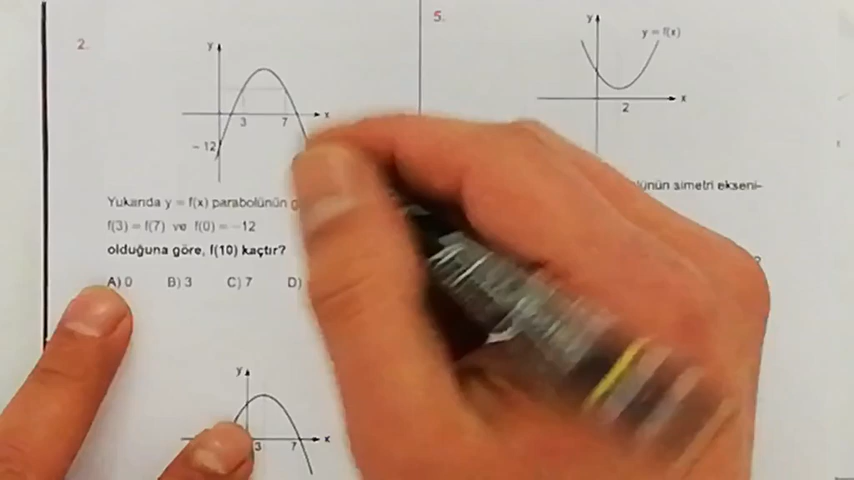 2.
y
x
3
7
-12
Yukarıda y = f(x) parabolünün
f(3) = f(7) ve f(0) = -12
olduğuna göre, f(10) kaçtır?
A) 0 B) 3 C) 7 D)
y
x
3
7
5.
y
y = f(x)
x
2
simetri ekseni-